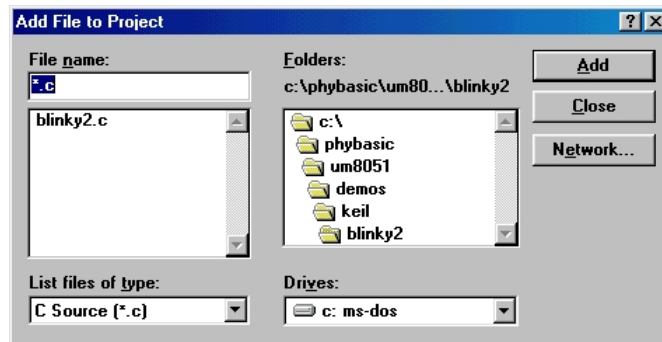 Add File to Project
File name:
*.c
blinky2.c
List files of type:
C Source (*.c)
Folders:
c:\phybasic\um80...\blinky2
c:\
phybasic
um8051
demos
keil
blinky2
Drives:
c: ms-dos
Add
Close
Network...